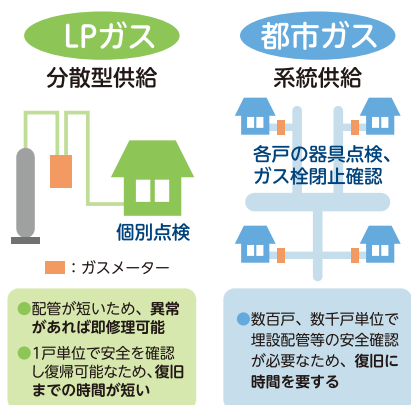 LPガス
分散型供給
個別点検
：ガスメーター
●配管が短いため、異常
があれば即修理可能
●1戸単位で安全を確認
し復帰可能なため、復旧
までの時間が短い
都市ガス
系統供給
各戸の器具点検、
ガス栓閉止確認
●数百戸、数千戸単位で
埋設配管等の安全確認
が必要なため、復旧に
時間を要する